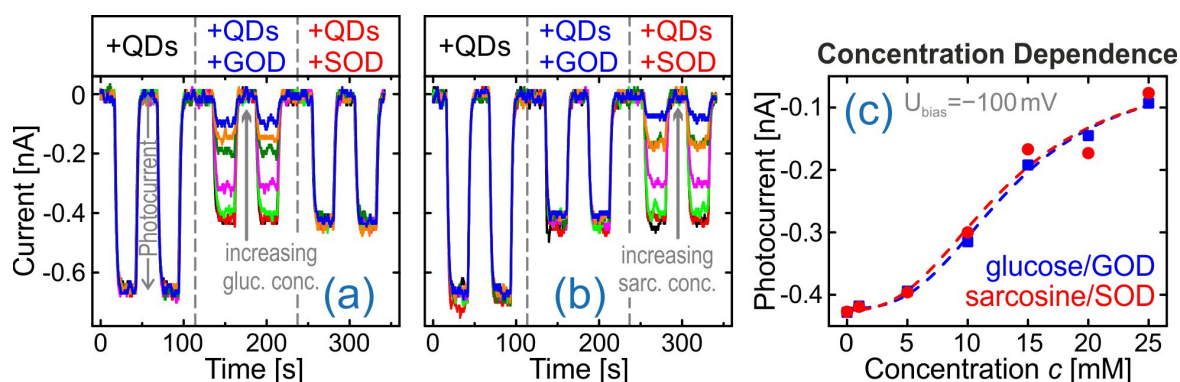 +QDs
+QDs
+GOD
+QDs
+SOD
Current [nA]
0
-0.2
-0.4
-0.6
Photocurrent
increasing
gluc. conc.
(a)
0
100
200
300
Time [s]
+QDs
+QDs
+GOD
+QDs
+SOD
increasing
sarc. conc.
(b)
0
100
200
300
Time [s]
Concentration Dependence
(c)
U_bias=−100 mV
Photocurrent [nA]
-0.1
-0.2
-0.3
-0.4
glucose/GOD
sarcosine/SOD
0
5
10
15
20
25
Concentration c [mM]